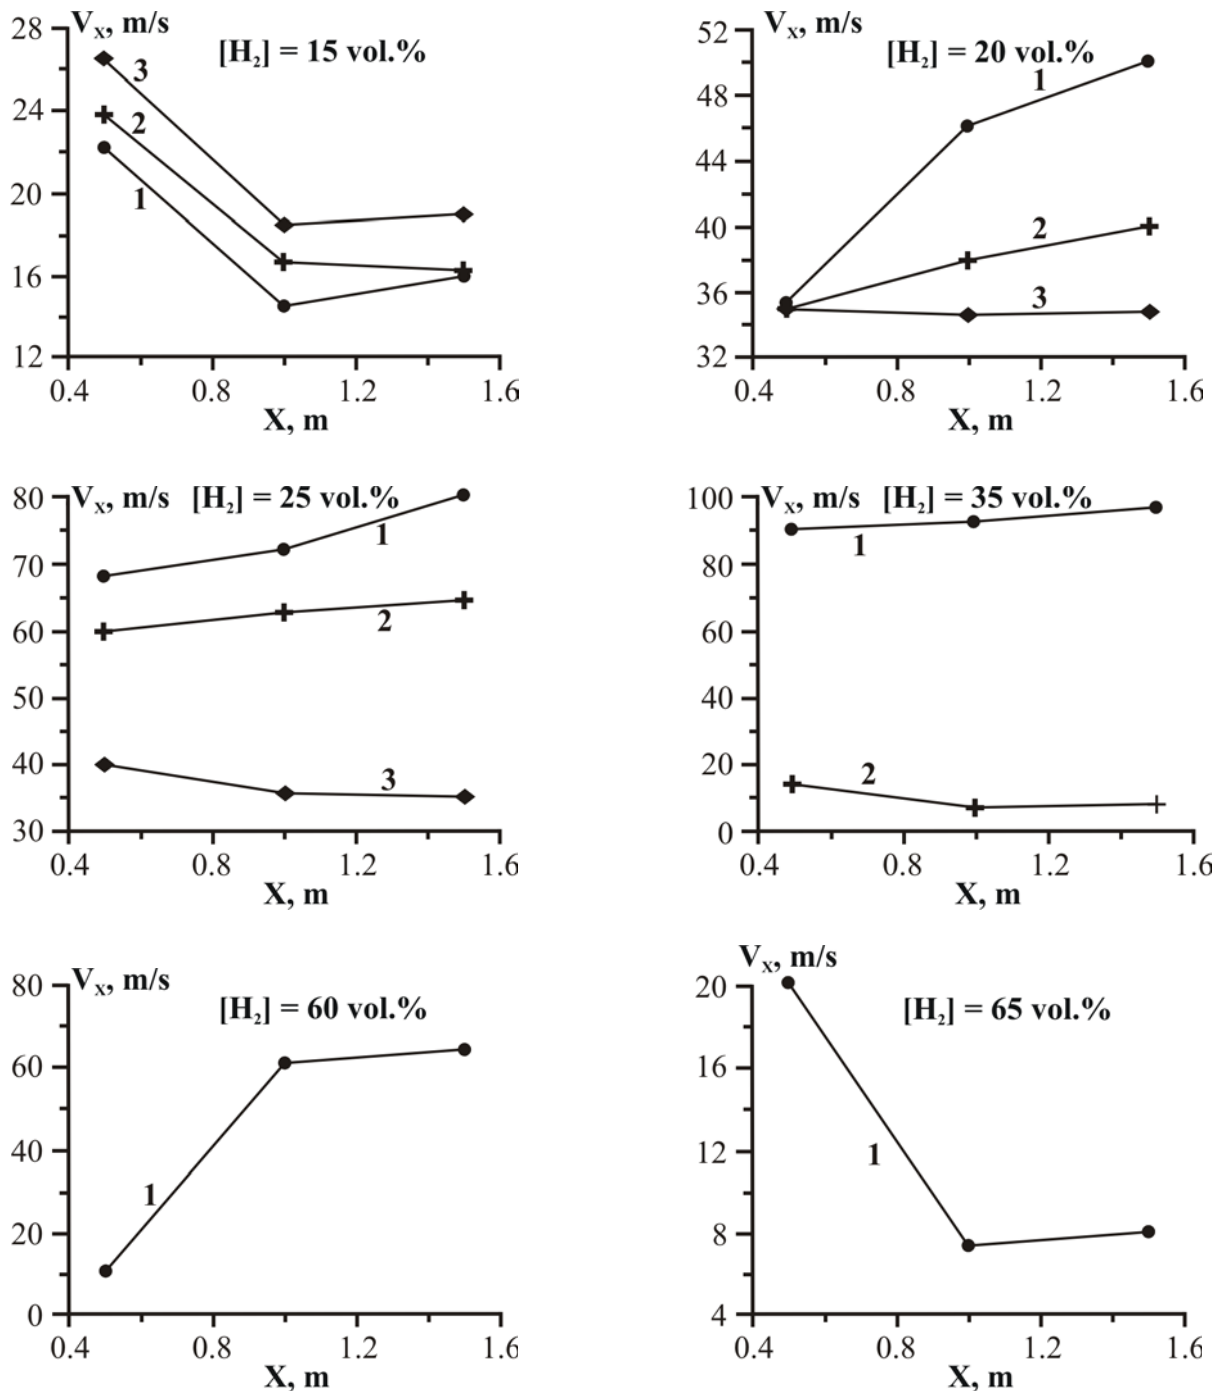 Vₓ, m/s
[H₂] = 15 vol.%
28
24
20
16
12
3
2
1
0.4 0.8 1.2 1.6
X, m
Vₓ, m/s
[H₂] = 20 vol.%
52
48
44
40
36
32
1
2
3
0.4 0.8 1.2 1.6
X, m
Vₓ, m/s [H₂] = 25 vol.%
80
70
60
50
40
30
1
2
3
0.4 0.8 1.2 1.6
X, m
Vₓ, m/s [H₂] = 35 vol.%
100
80
60
40
20
0
1
2
0.4 0.8 1.2 1.6
X, m
Vₓ, m/s
[H₂] = 60 vol.%
80
60
40
20
0
1
0.4 0.8 1.2 1.6
X, m
Vₓ, m/s
[H₂] = 65 vol.%
20
16
12
8
4
1
0.4 0.8 1.2 1.6
X, m